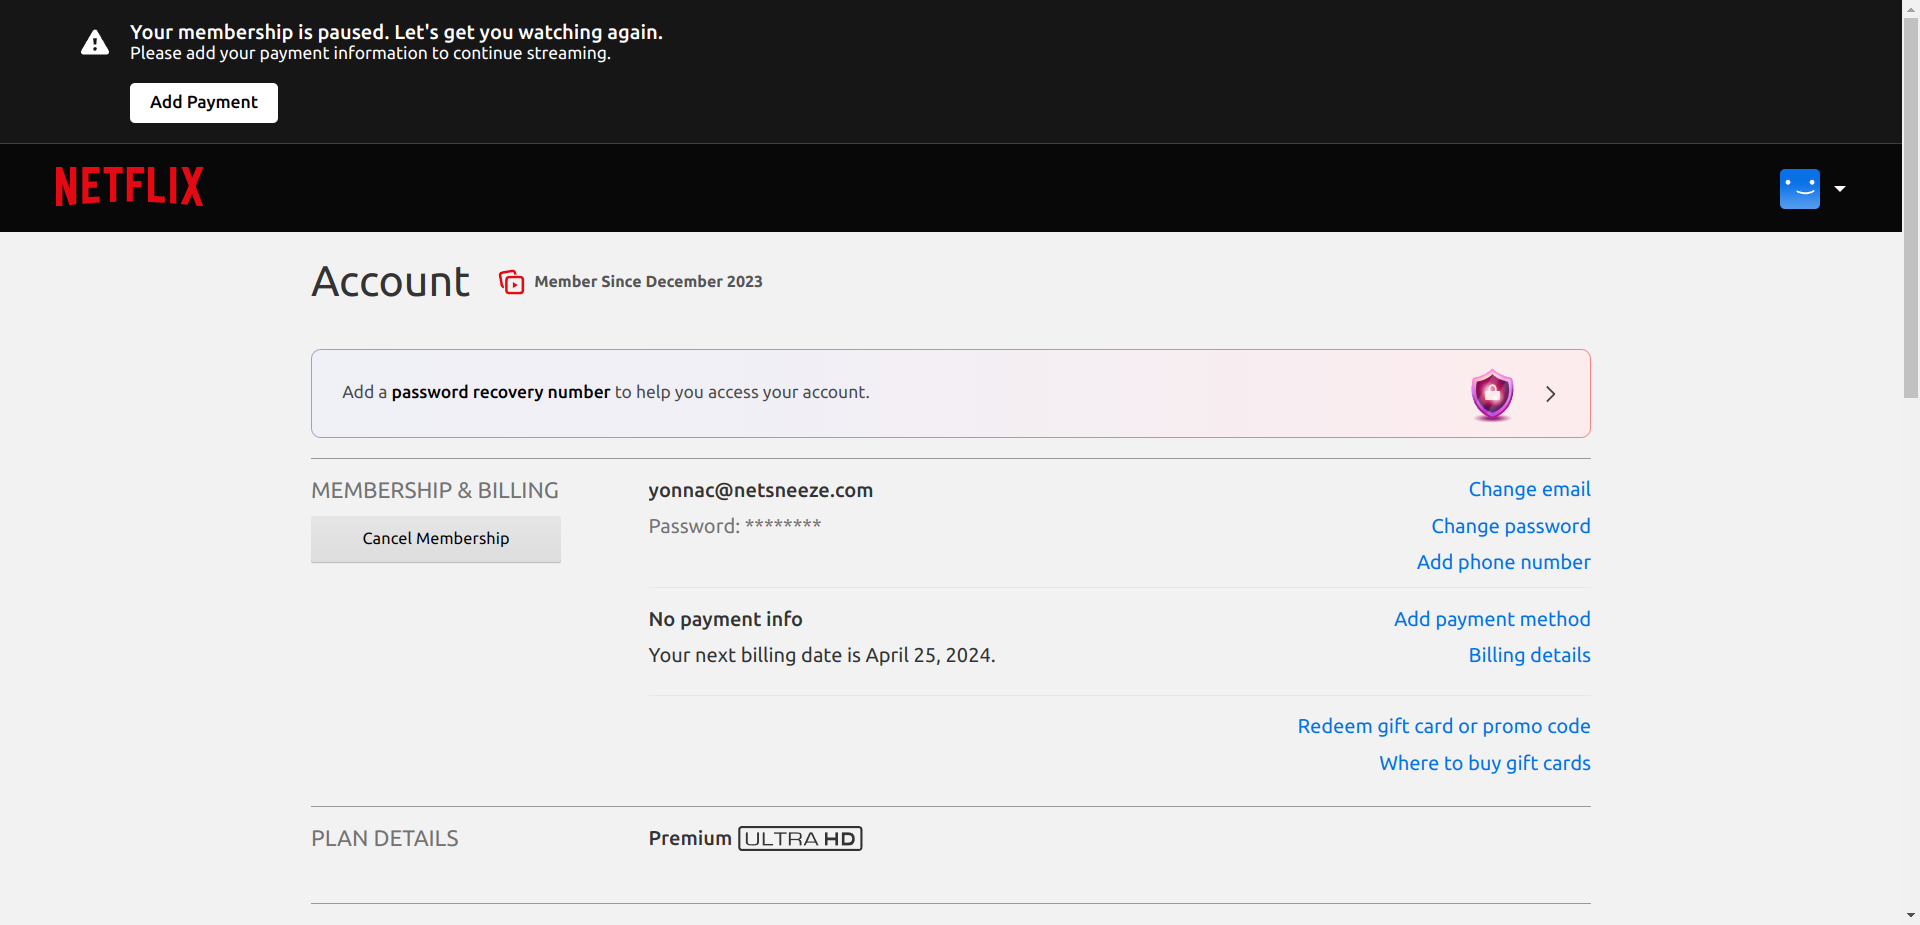 Your membership is paused. Let's get you watching again.
Please add your payment information to continue streaming.
Add Payment
NETFLIX
Account
Member Since December 2023
Add a password recovery number to help you access your account.
MEMBERSHIP & BILLING
Cancel Membership
yonnac@netsneeze.com
Change email
Password: ********
Change password
Add phone number
No payment info
Add payment method
Your next billing date is April 25, 2024.
Billing details
Redeem gift card or promo code
Where to buy gift cards
PLAN DETAILS
Premium ULTRA HD